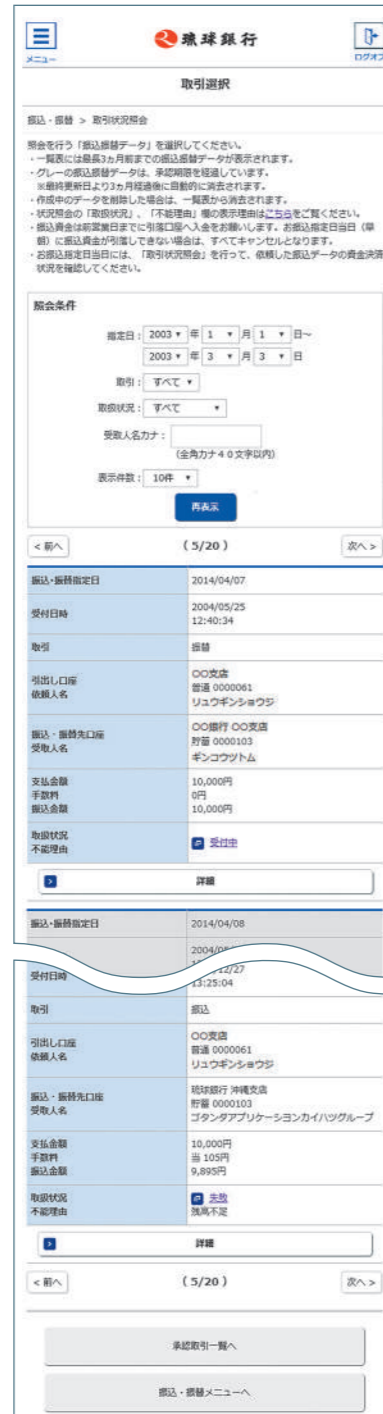 メニュー
琉球銀行
ログオフ
取引選択
振込・振替 > 取引状況照会
照会を行う「振込振替データ」を選択してください。
・一覧表には最長3ヵ月前までの振込振替データが表示されます。
・グレーの振込振替データは、承認期限を経過しています。
※最終更新日より3ヵ月経過後に自動的に消去されます。
・作成中のデータを削除した場合は、一覧表から消去されます。
・状況照会の「取扱状況」、「不能理由」欄の表示理由はこちらをご覧ください。
・振込資金は前営業日までに引落口座へ入金をお願いします。お振込指定日当日（早
朝）に振込資金が引落しできない場合は、すべてキャンセルとなります。
・お振込指定日当日には、「取引状況照会」を行って、依頼した振込データの資金決済
状況を確認してください。
照会条件
指定日： 2003 年 1 月 1 日～
2003 年 3 月 3 日
取引： すべて
取扱状況： すべて
受取人名カナ：
（全角カナ４０文字以内）
表示件数： 10件
再表示
< 前へ （5/20） 次へ >
振込・振替指定日 2014/04/07
受付日時 2004/05/25
12:40:34
取引 振替
引出し口座 〇〇支店
依頼人名 普通 0000061
リュウギンショウジ
振込・振替先口座 〇〇銀行 〇〇支店
受取人名 貯蓄 0000103
ギンコウツトム
支払金額 10,000円
手数料 0円
振込金額 10,000円
取扱状況 受付中
不能理由
詳細
振込・振替指定日 2014/04/08
受付日時 12/27
13:25:04
取引 振込
引出し口座 〇〇支店
依頼人名 普通 0000061
リュウギンショウジ
振込・振替先口座 琉球銀行 沖縄支店
受取人名 貯蓄 0000103
ゴタンダアプリケーションカイハツグループ
支払金額 10,000円
手数料 当 105円
振込金額 9,895円
取扱状況 失敗
不能理由 残高不足
詳細
< 前へ （5/20） 次へ >
承認取引一覧へ
振込・振替メニューへ